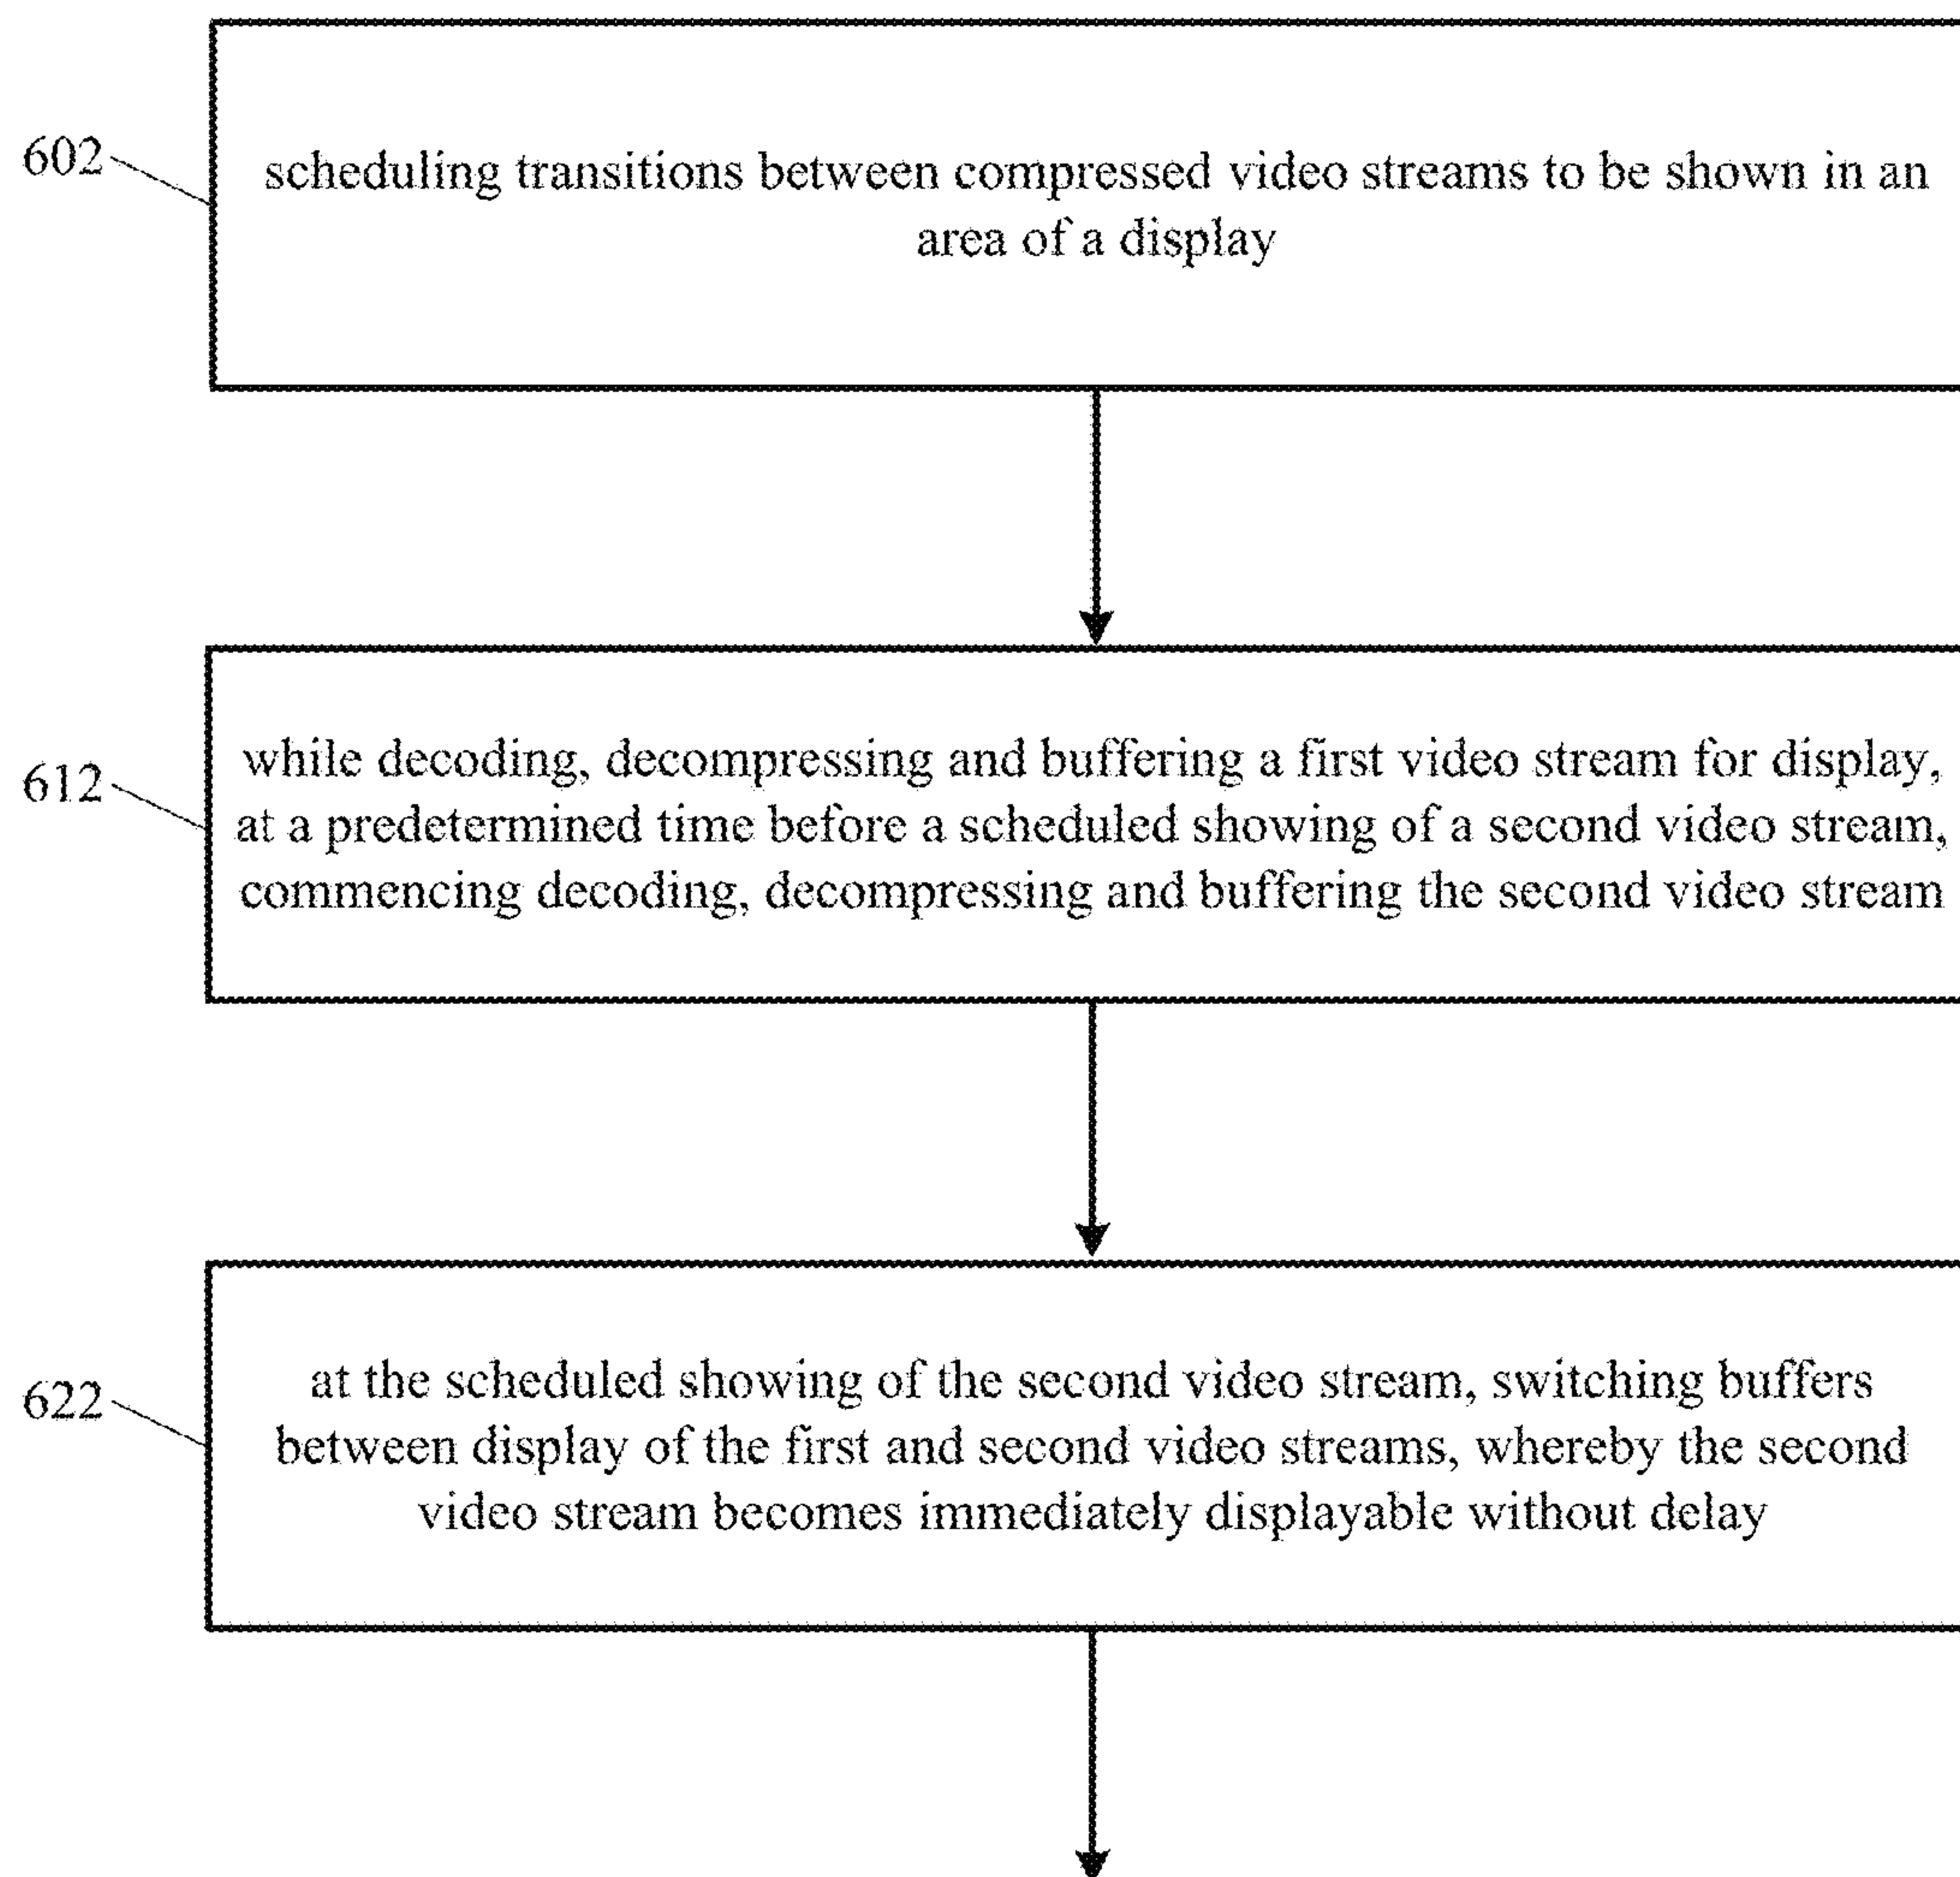 602
scheduling transitions between compressed video streams to be shown in an
area of a display
612
while decoding, decompressing and buffering a first video stream for display,
at a predetermined time before a scheduled showing of a second video stream,
commencing decoding, decompressing and buffering the second video stream
622
at the scheduled showing of the second video stream, switching buffers
between display of the first and second video streams, whereby the second
video stream becomes immediately displayable without delay